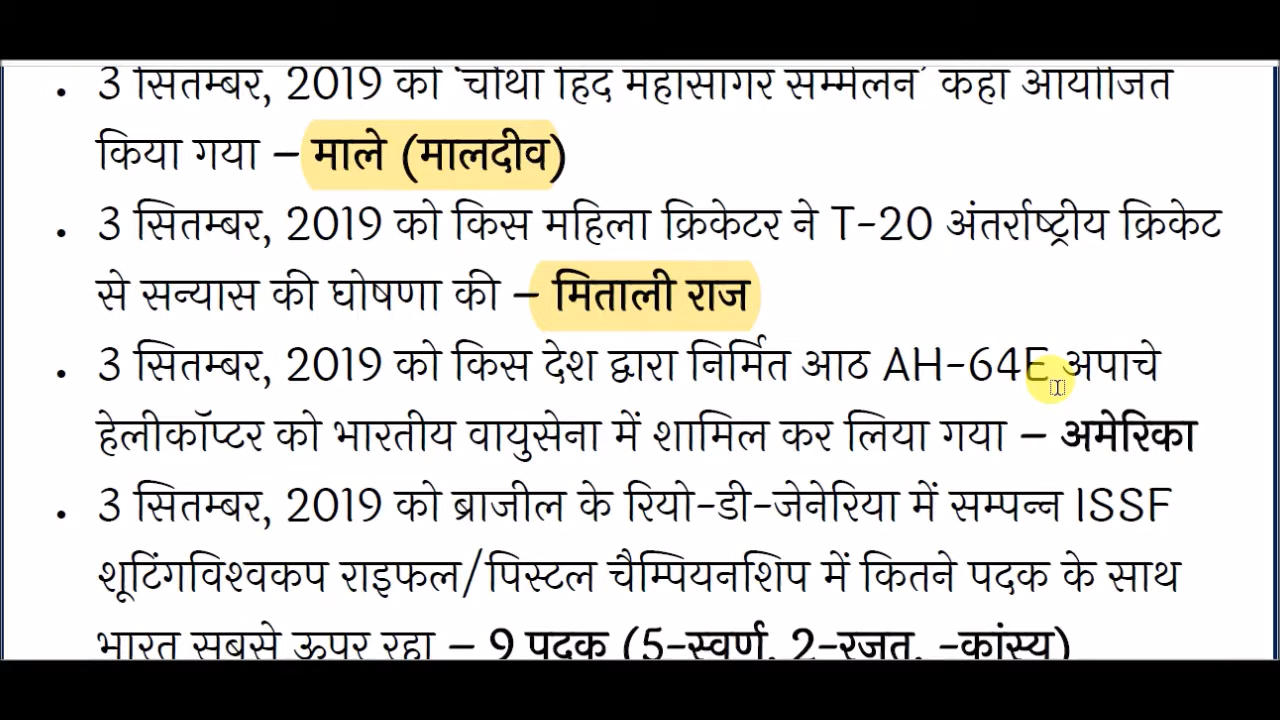 • 3 सितम्बर, 2019 को 'चौथा हिंद महासागर सम्मेलन' कहाँ आयोजित
किया गया – माले (मालदीव)
• 3 सितम्बर, 2019 को किस महिला क्रिकेटर ने T-20 अंतर्राष्ट्रीय क्रिकेट
से सन्यास की घोषणा की – मिताली राज
• 3 सितम्बर, 2019 को किस देश द्वारा निर्मित आठ AH-64E अपाचे
हेलीकॉप्टर को भारतीय वायुसेना में शामिल कर लिया गया – अमेरिका
• 3 सितम्बर, 2019 को ब्राजील के रियो-डी-जेनेरिया में सम्पन्न ISSF
शूटिंगविश्वकप राइफल/पिस्टल चैम्पियनशिप में कितने पदक के साथ
भारत सबसे ऊपर रहा – 9 पदक (5-स्वर्ण, 2-रजत, -कांस्य)